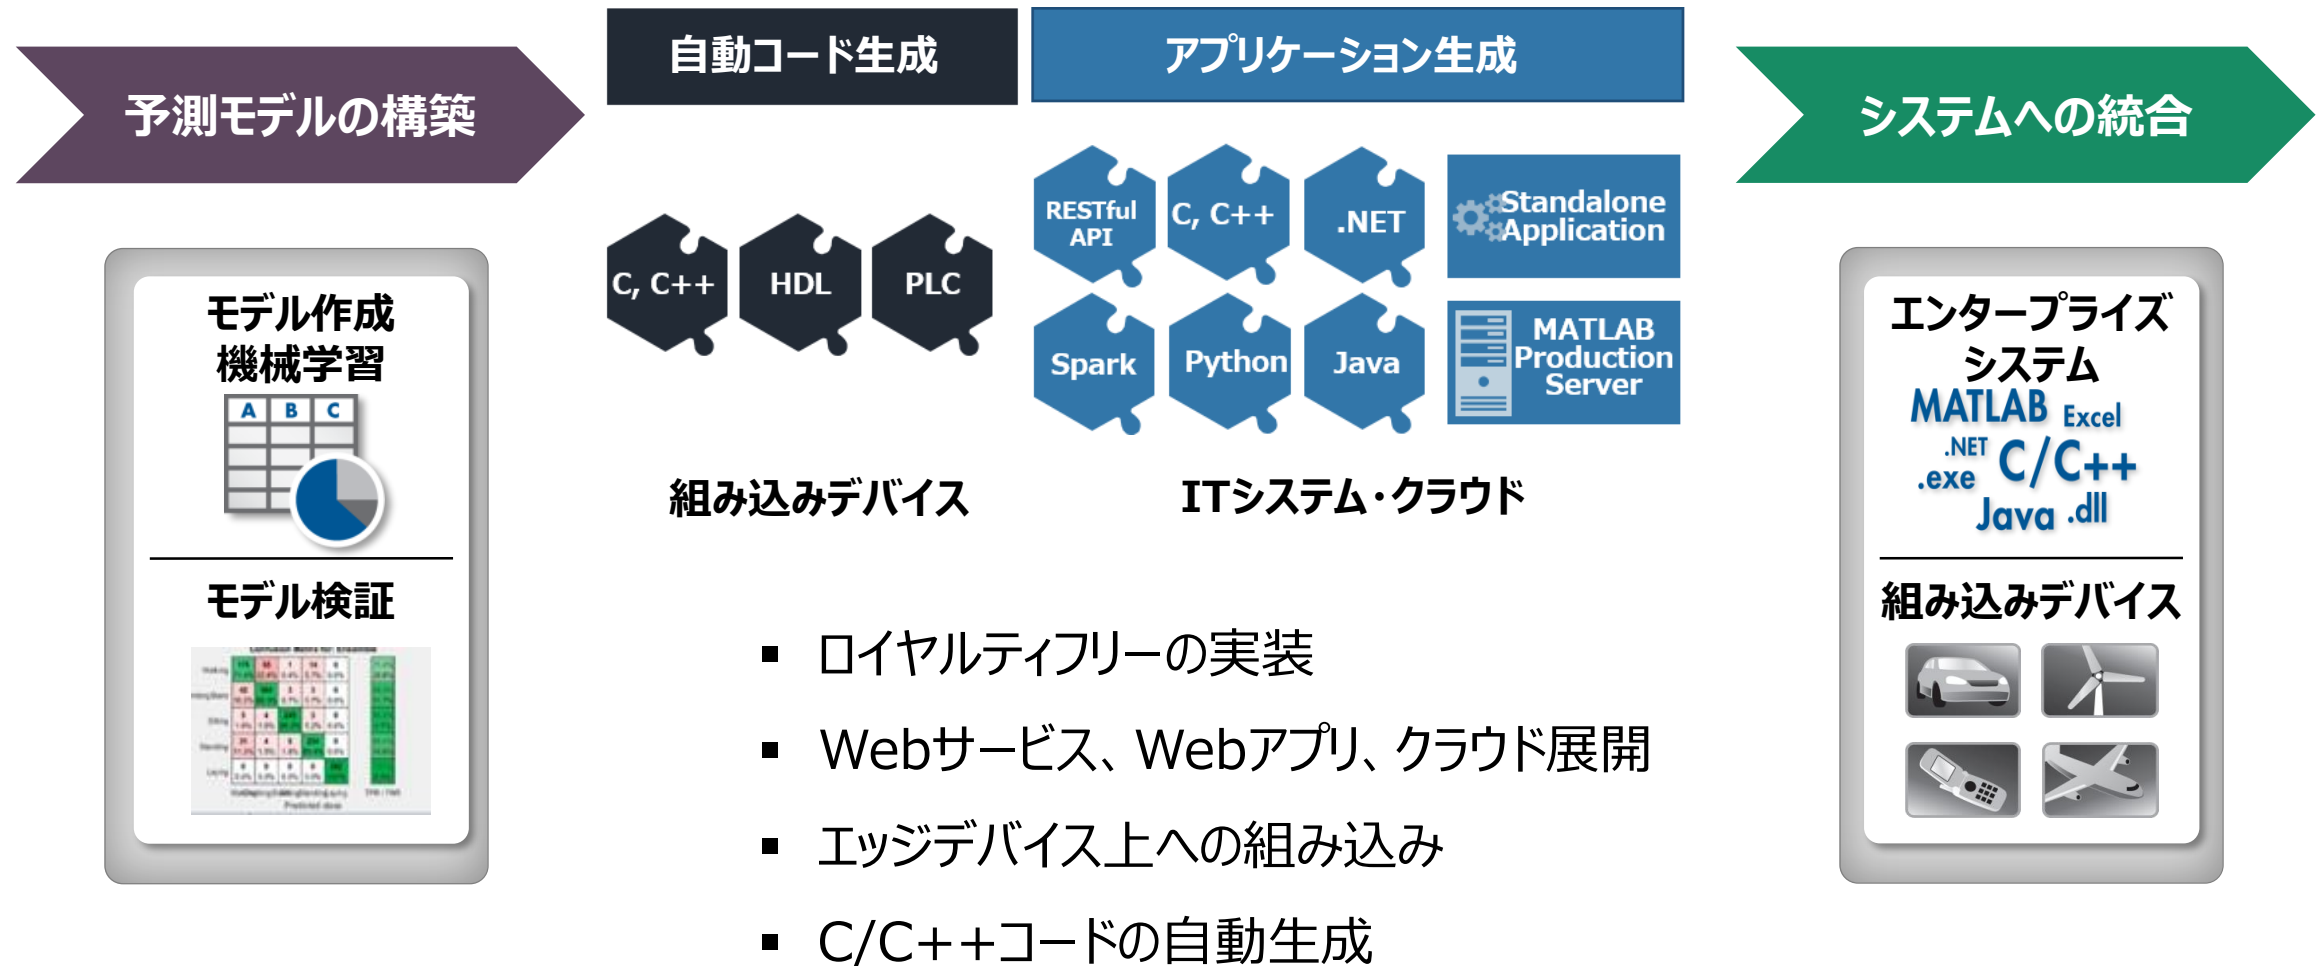 予測モデルの構築
自動コード生成
アプリケーション生成
システムへの統合
モデル作成
機械学習
A B C
モデル検証
Predicted class
C, C++
HDL
PLC
組み込みデバイス
RESTful
API
C, C++
.NET
Standalone
Application
Spark
Python
Java
MATLAB
Production
Server
ITシステム・クラウド
▪ ロイヤルティフリーの実装
▪ Webサービス、Webアプリ、クラウド展開
▪ エッジデバイス上への組み込み
▪ C/C++コードの自動生成
エンタープライズ
システム
MATLAB Excel
.NET C/C++
.exe
Java .dll
組み込みデバイス